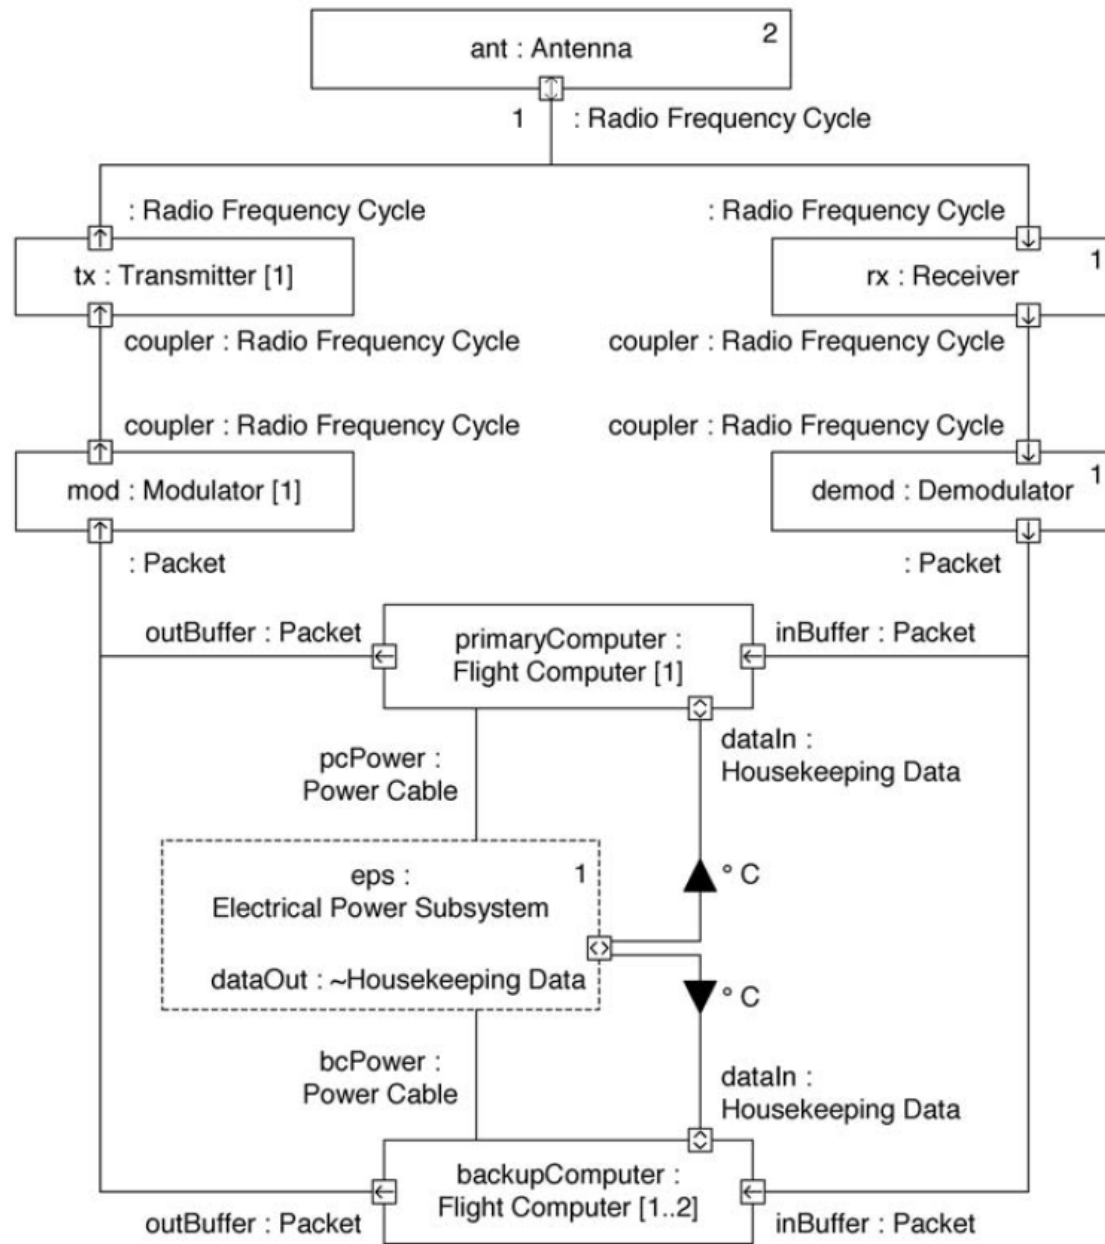 ant : Antenna
2
1
: Radio Frequency Cycle
: Radio Frequency Cycle
: Radio Frequency Cycle
tx : Transmitter [1]
rx : Receiver
1
coupler : Radio Frequency Cycle
coupler : Radio Frequency Cycle
coupler : Radio Frequency Cycle
coupler : Radio Frequency Cycle
mod : Modulator [1]
demod : Demodulator
1
: Packet
: Packet
outBuffer : Packet
primaryComputer :
Flight Computer [1]
inBuffer : Packet
pcPower :
Power Cable
dataIn :
Housekeeping Data
eps :
Electrical Power Subsystem
1
° C
dataOut : ~Housekeeping Data
° C
bcPower :
Power Cable
dataIn :
Housekeeping Data
backupComputer :
Flight Computer [1..2]
outBuffer : Packet
inBuffer : Packet